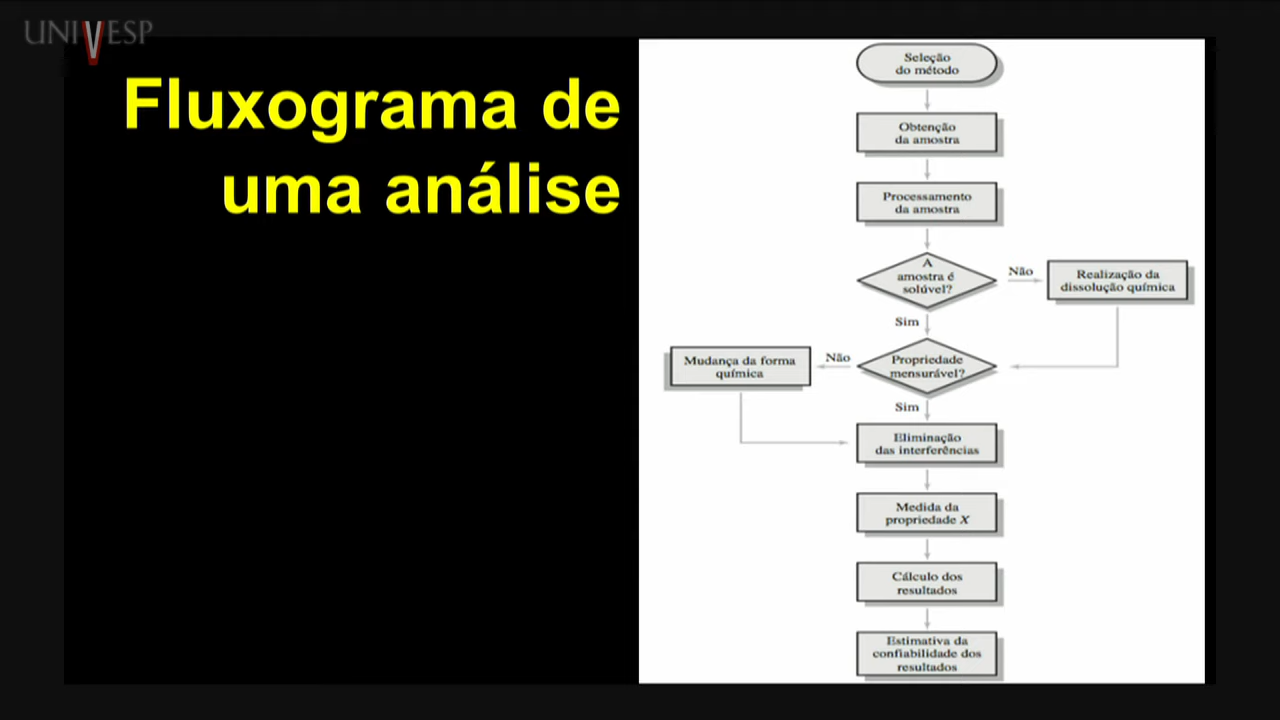 UNIVESP
Fluxograma de
uma análise
Seleção
do método
Obtenção
da amostra
Processamento
da amostra
A
amostra é
solúvel?
Não
Realização da
dissolução química
Sim
Propriedade
mensurável?
Não
Mudança da forma
química
Sim
Eliminação
das interferências
Medida da
propriedade X
Cálculo dos
resultados
Estimativa da
confiabilidade dos
resultados